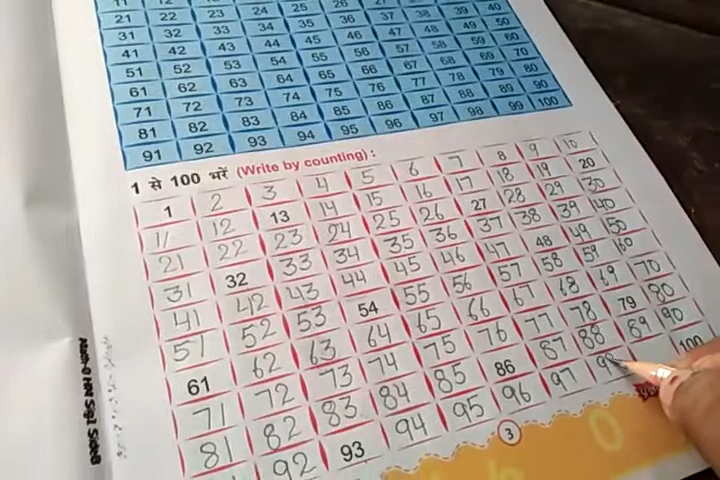 21 22 23 24 25 26 37 38 39 40
31 32 33 34 35 36 47 48 49 50
41 42 43 44 45 46 57 58 59 60
51 52 53 54 55 56 67 68 69 70
61 62 63 64 65 66 77 78 79 80
71 72 73 74 75 76 87 88 89 90
81 82 83 84 85 86 97 98 99 100
91 92 93 94 95 96
1 से 100 भरें (Write by counting) :
1 2 3 4 5 6 7 8 9 10
11 12 13 14 15 16 17 18 19 20
21 22 23 24 25 26 27 28 29 30
31 32 33 34 35 36 37 38 39 40
41 42 43 44 45 46 47 48 49 50
51 52 53 54 55 56 57 58 59 60
61 62 63 64 65 66 67 68 69 70
71 72 73 74 75 76 77 78 79 80
81 82 83 84 85 86 87 88 89 90
92 93 94 95 96 97 98 100
3
Math-0 HIN Sig1 SideB